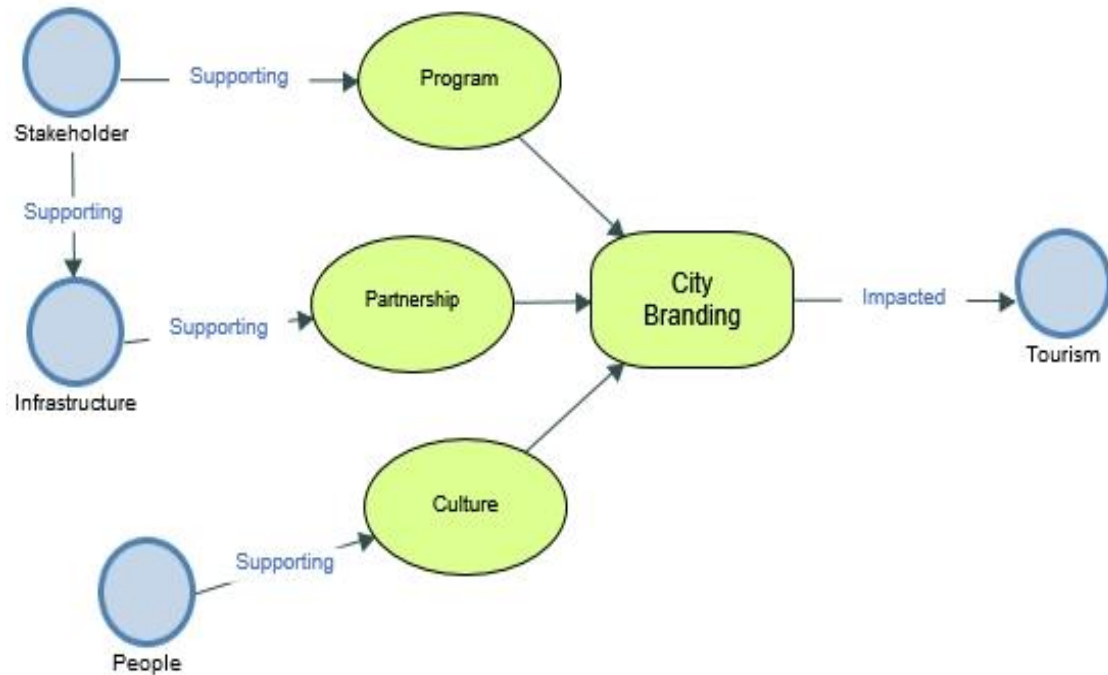 Supporting
Program
Stakeholder
Supporting
Infrastructure
Supporting
Partnership
City
Branding
Impacted
Tourism
Culture
Supporting
People